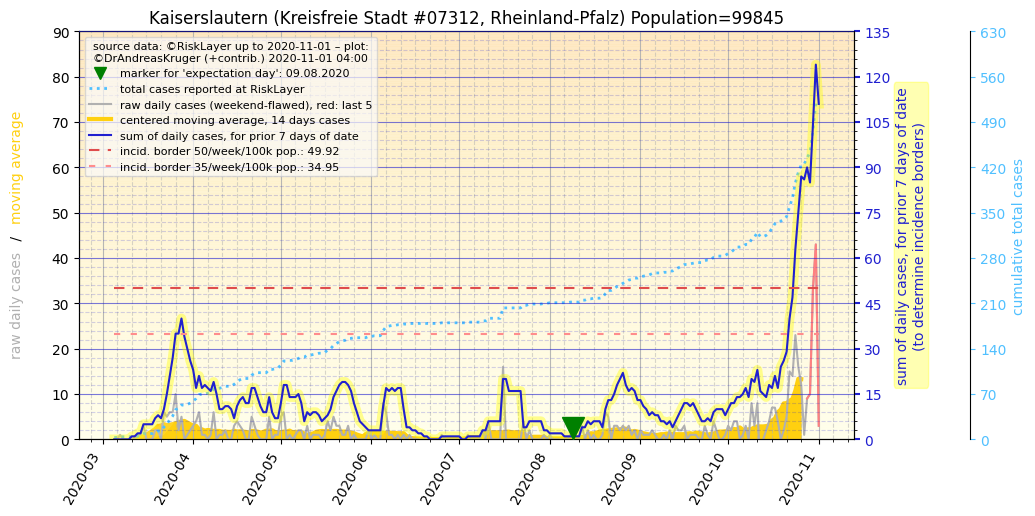 Kaiserslautern (Kreisfreie Stadt #07312, Rheinland-Pfalz) Population=99845
source data: ©RiskLayer up to 2020-11-01 – plot:
©DrAndreasKruger (+contrib.) 2020-11-01 04:00
marker for 'expectation day': 09.08.2020
total cases reported at RiskLayer
raw daily cases (weekend-flawed), red: last 5
centered moving average, 14 days cases
sum of daily cases, for prior 7 days of date
incid. border 50/week/100k pop.: 49.92
incid. border 35/week/100k pop.: 34.95
raw daily cases / moving average
90
80
70
60
50
40
30
20
10
0
2020-03
2020-04
2020-05
2020-06
2020-07
2020-08
2020-09
2020-10
2020-11
135
120
105
90
75
60
45
30
15
0
sum of daily cases, for prior 7 days of date
(to determine incidence borders)
630
560
490
420
350
280
210
140
70
0
cumulative total cases